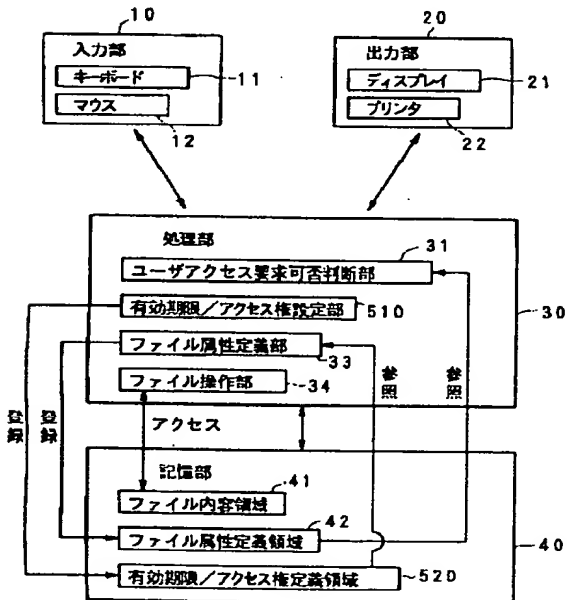 10
入力部
キーボード
11
マウス
12
20
出力部
ディスプレイ
21
プリンタ
22
処理部
31
ユーザアクセス要求可否判断部
有効期限/アクセス権設定部
510
30
ファイル属性定義部
33
ファイル操作部
34
登録
登録
アクセス
参照
参照
記憶部
41
ファイル内容領域
42
ファイル属性定義領域
40
有効期限/アクセス権定義領域
520